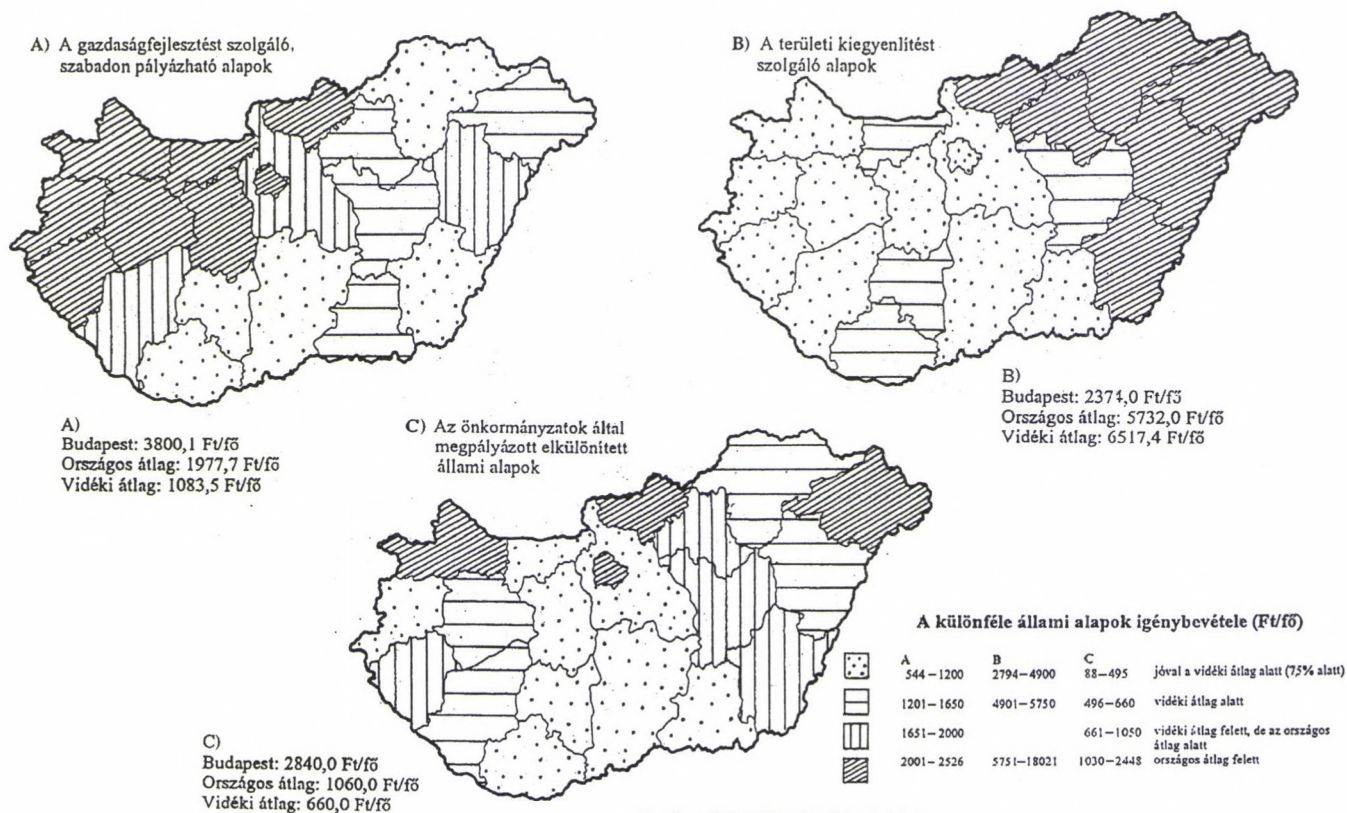 A) A gazdaságfejlesztést szolgáló,
szabadon pályázható alapok
B) A területi kiegyenlítést
szolgáló alapok
A)
Budapest: 3800,1 Ft/fő
Országos átlag: 1977,7 Ft/fő
Vidéki átlag: 1083,5 Ft/fő
B)
Budapest: 2374,0 Ft/fő
Országos átlag: 5732,0 Ft/fő
Vidéki átlag: 6517,4 Ft/fő
C) Az önkormányzatok által
megpályázott elkülönített
állami alapok
C)
Budapest: 2840,0 Ft/fő
Országos átlag: 1060,0 Ft/fő
Vidéki átlag: 660,0 Ft/fő
A különféle állami alapok igénybevétele (Ft/fő)
A B C
544–1200 2794–4900 88–495 jóval a vidéki átlag alatt (75% alatt)
1201–1650 4901–5750 496–660 vidéki átlag alatt
1651–2000 661–1050 vidéki átlag felett, de az országos
átlag alatt
2001–2526 5751–18021 1030–2448 országos átlag felett